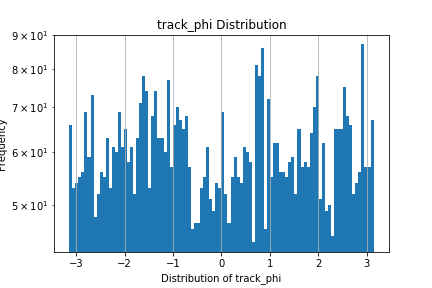 track_phi Distribution
9 × 10¹
8 × 10¹
7 × 10¹
6 × 10¹
5 × 10¹
Frequency
−3 −2 −1 0 1 2 3
Distribution of track_phi